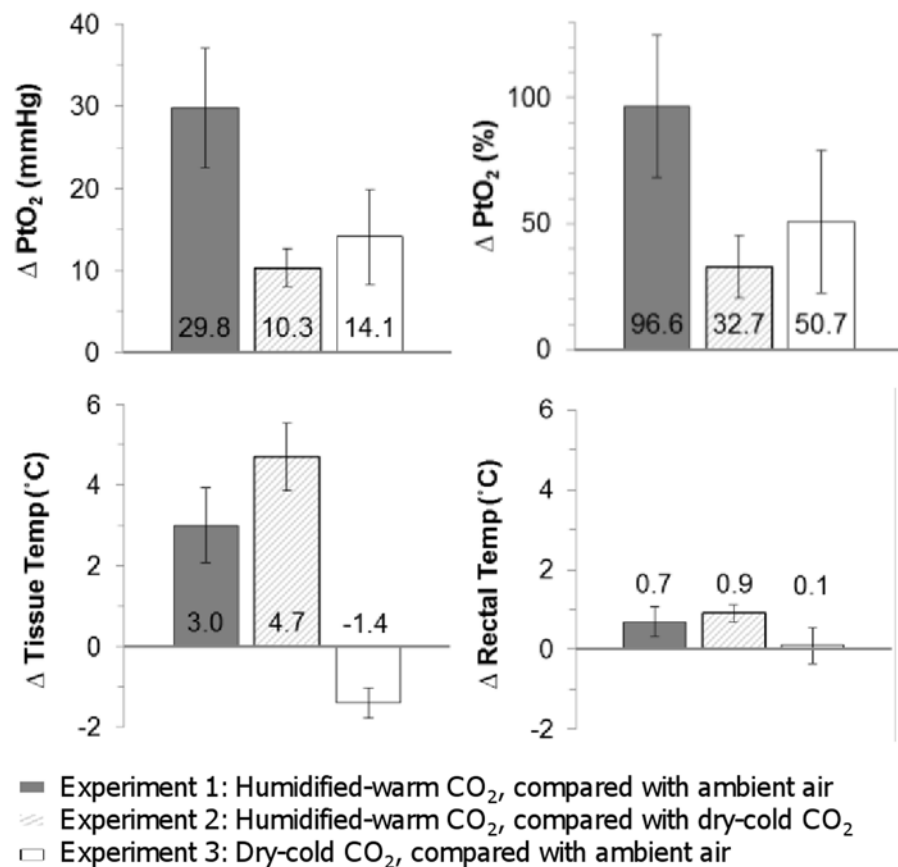 Δ PtO₂ (mmHg)
40
30
20
10
0
29.8 10.3 14.1
Δ PtO₂ (%)
100
50
0
96.6 32.7 50.7
Δ Tissue Temp (˚C)
6
4
2
0
-2
3.0 4.7 -1.4
Δ Rectal Temp (˚C)
6
4
2
0
-2
0.7 0.9 0.1
Experiment 1: Humidified-warm CO₂, compared with ambient air
Experiment 2: Humidified-warm CO₂, compared with dry-cold CO₂
Experiment 3: Dry-cold CO₂, compared with ambient air